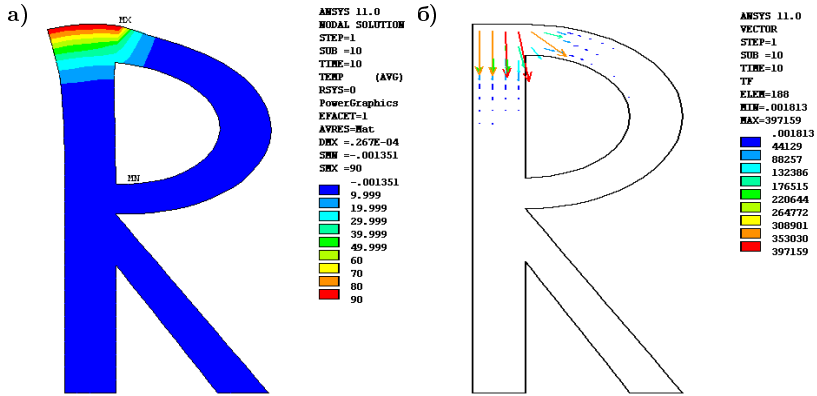 а)
MX
MN
ANSYS 11.0
NODAL SOLUTION
STEP=1
SUB =10
TIME=10
TEMP (AVG)
RSYS=0
PowerGraphics
EFACET=1
AVRES=Mat
DMX =.267E-04
SMN =-.001351
SMX =90
-.001351
9.999
19.999
29.999
39.999
49.999
60
70
80
90
б)
ANSYS 11.0
VECTOR
STEP=1
SUB =10
TIME=10
TF
ELEM=188
MIN=.001813
MAX=397159
.001813
44129
88257
132386
176515
220644
264772
308901
353030
397159